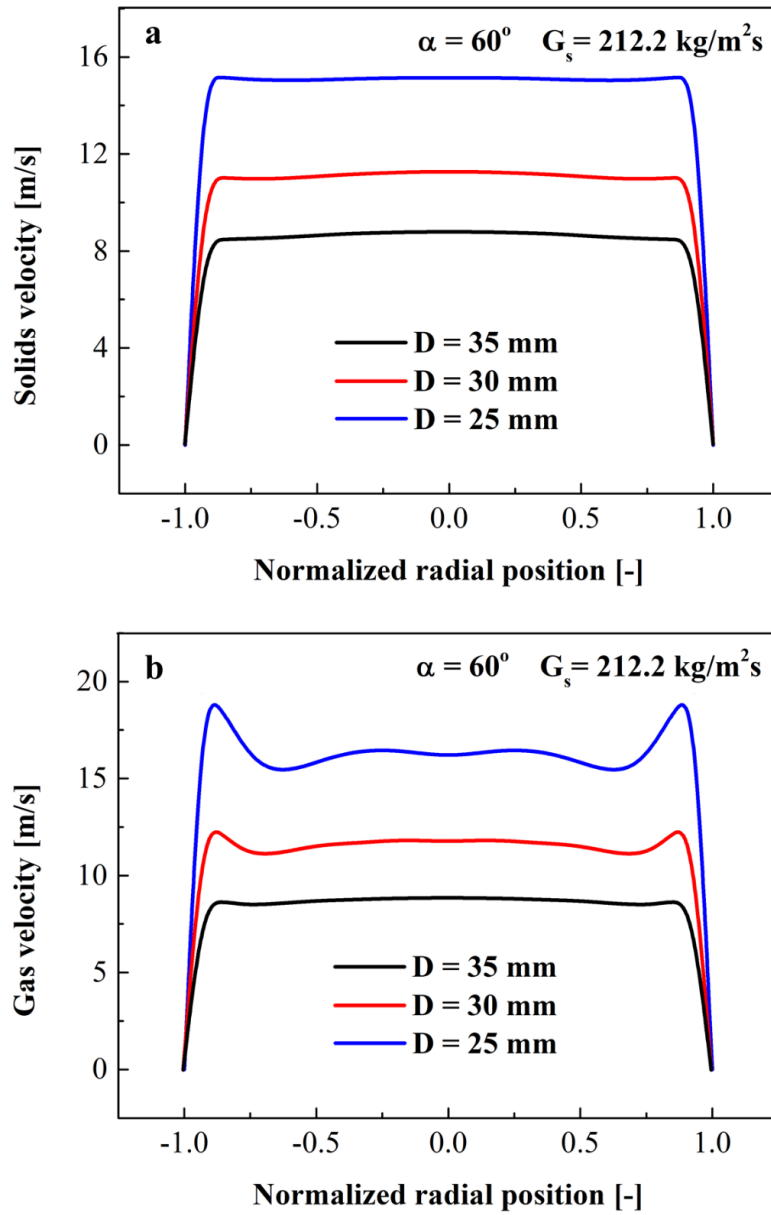 a
α = 60° Gₛ= 212.2 kg/m²s
16
12
8
4
0
Solids velocity [m/s]
D = 35 mm
D = 30 mm
D = 25 mm
-1.0 -0.5 0.0 0.5 1.0
Normalized radial position [-]
b
α = 60° Gₛ= 212.2 kg/m²s
20
15
10
5
0
Gas velocity [m/s]
D = 35 mm
D = 30 mm
D = 25 mm
-1.0 -0.5 0.0 0.5 1.0
Normalized radial position [-]